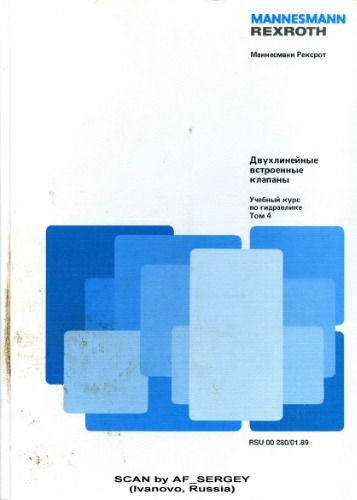 MANNESMANN
REXROTH
Маннесманн Рексрот
Двухлинейные
встроенные
клапаны
Учебный курс
по гидравлике
Том 4
RSU 00 280/01.89
SCAN by AF_SERGEY
(Ivanovo, Russia)